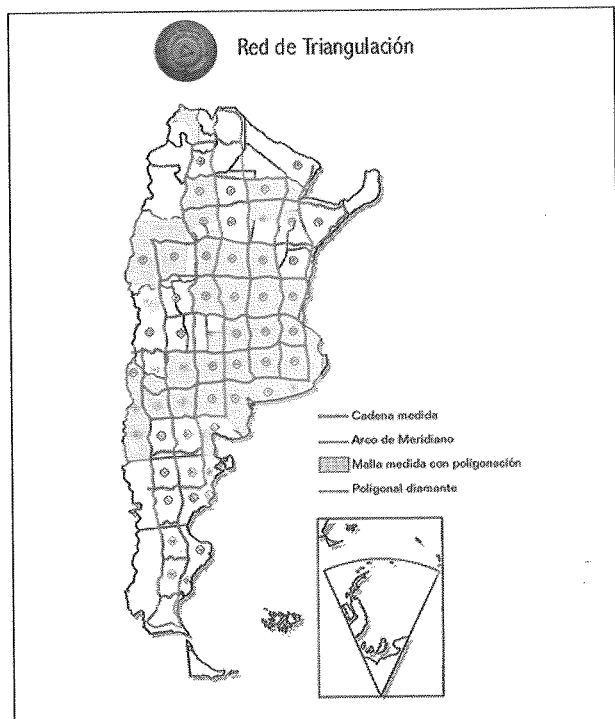 Red de Triangulación
Cadena medida
Arco de Meridiano
Malla medida con poligonación
Poligonal diamante